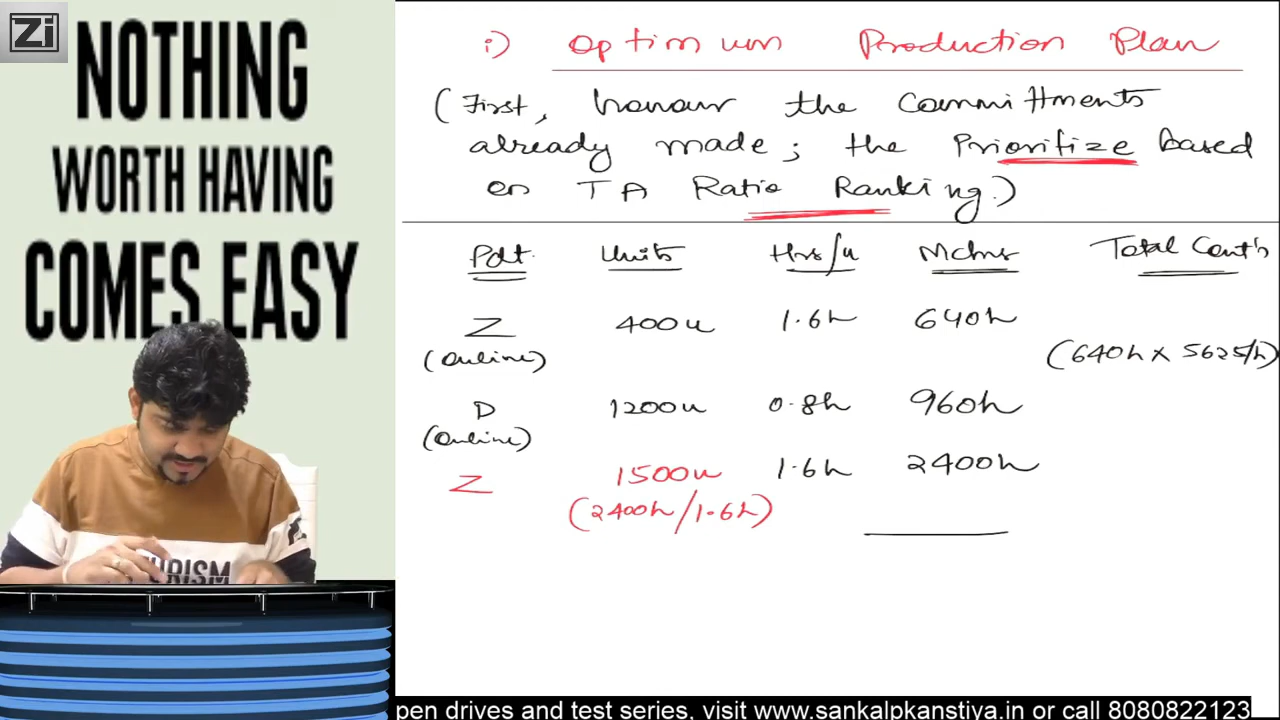 Zi
NOTHING
WORTH HAVING
COMES EASY
i) Optimum Production Plan
(First, honour the commitments
already made; the Prioritize based
on TA Ratio Ranking.)
Pdt. Units Hrs/u Mchrs Total Cont'n
Z 400u 1.6h 640h
(Online) (640h x 5625/h)
D 1200u 0.8h 960h
(Online)
Z 1500u 1.6h 2400h
(2400h/1.6h)
URISM
pen drives and test series, visit www.sankalpkanstiya.in or call 8080822123